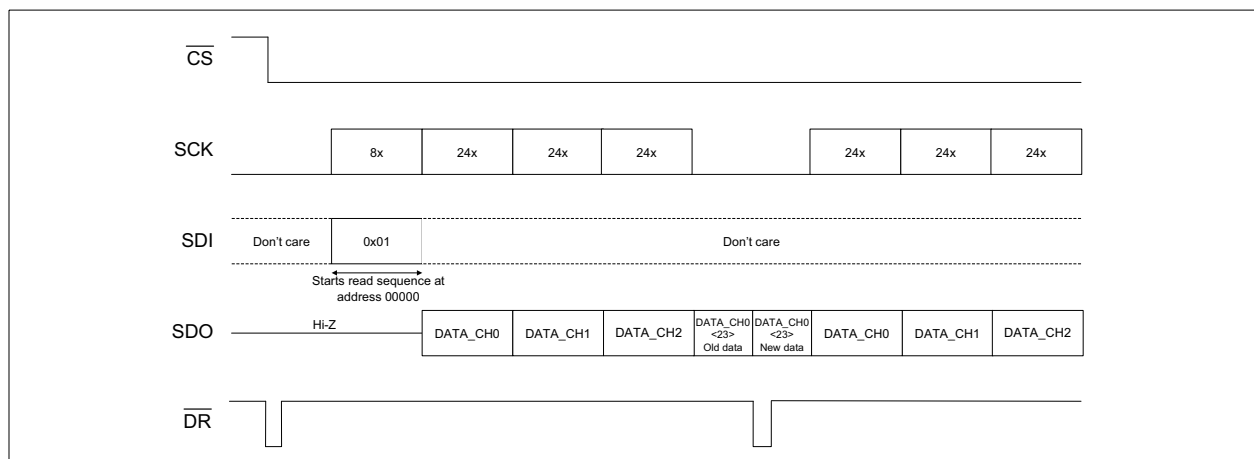 CS
SCK
8x
24x
24x
24x
24x
24x
24x
SDI
Don't care
0x01
Don't care
Starts read sequence at
address 00000
SDO
Hi-Z
DATA_CH0
DATA_CH1
DATA_CH2
DATA_CH0
<23>
Old data
DATA_CH0
<23>
New data
DATA_CH0
DATA_CH1
DATA_CH2
DR